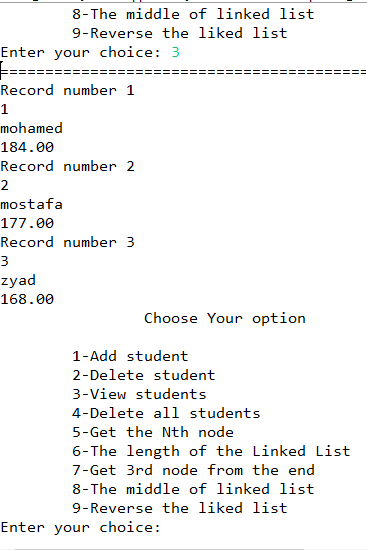 8-The middle of linked list
9-Reverse the liked list
Enter your choice: 3
==========================================
Record number 1
1
mohamed
184.00
Record number 2
2
mostafa
177.00
Record number 3
3
zyad
168.00
Choose Your option
1-Add student
2-Delete student
3-View students
4-Delete all students
5-Get the Nth node
6-The length of the Linked List
7-Get 3rd node from the end
8-The middle of linked list
9-Reverse the liked list
Enter your choice: